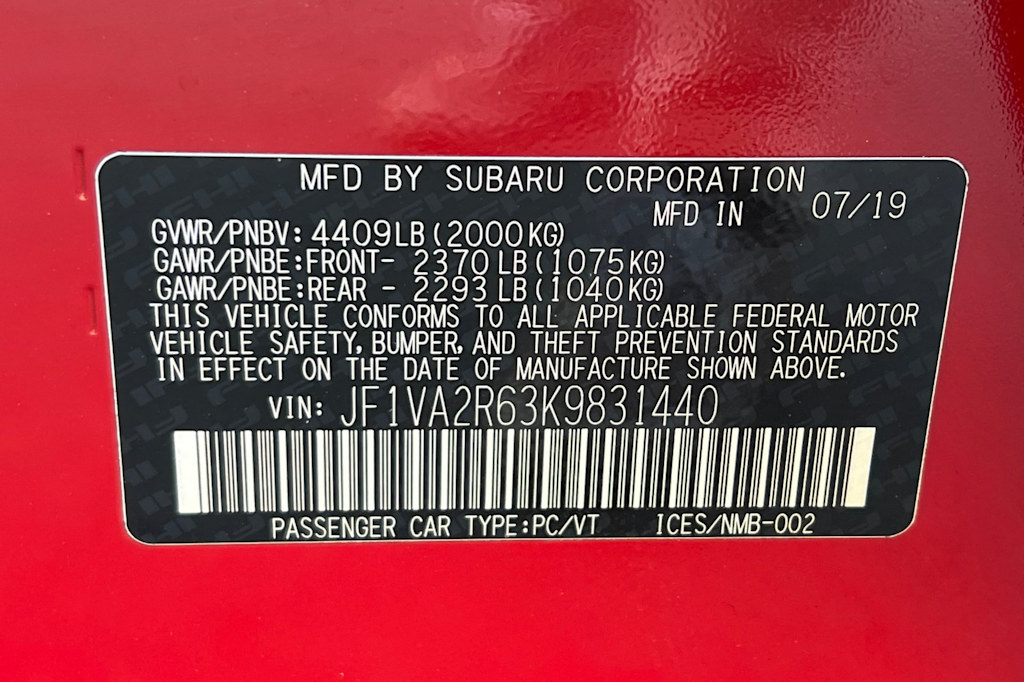 MFD BY SUBARU CORPORATION
MFD IN 07/19
GVWR/PNBV: 4409LB(2000KG)
GAWR/PNBE:FRONT- 2370LB(1075KG)
GAWR/PNBE:REAR - 2293LB(1040KG)
THIS VEHICLE CONFORMS TO ALL APPLICABLE FEDERAL MOTOR
VEHICLE SAFETY, BUMPER, AND THEFT PREVENTION STANDARDS
IN EFFECT ON THE DATE OF MANUFACTURE SHOWN ABOVE.
VIN: JF1VA2R63K9831440
PASSENGER CAR TYPE:PC/VT ICES/NMB-002